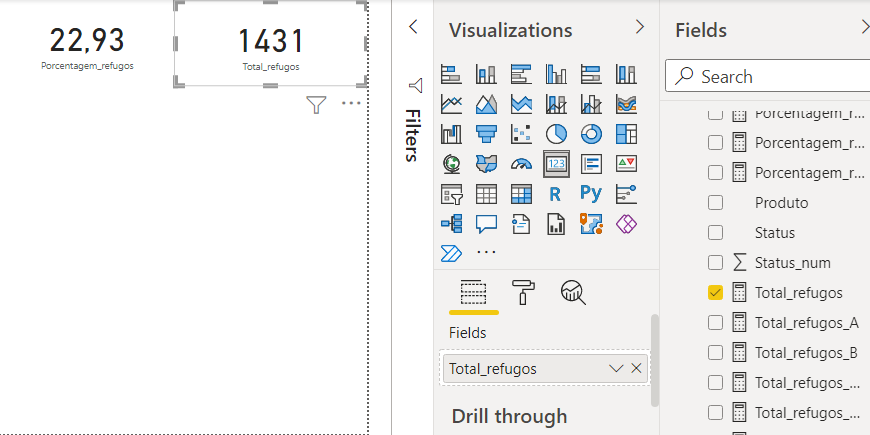 22,93
Porcentagem_refugos
1431
Total_refugos
Filters
Visualizations
123
R
Py
Fields
Total_refugos
Drill through
Fields
Search
Porcentagem_r...
Porcentagem_r...
Porcentagem_r...
Produto
Status
Status_num
Total_refugos
Total_refugos_A
Total_refugos_B
Total_refugos_...
Total_refugos_...